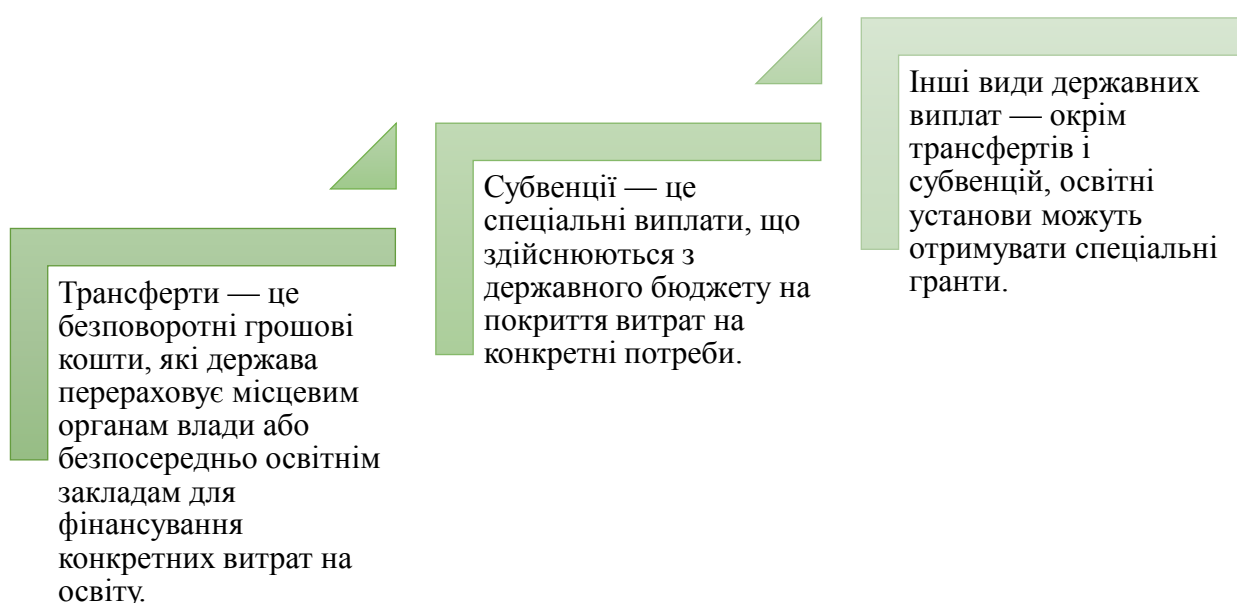 Трансферти — це
безповоротні грошові
кошти, які держава
перераховує місцевим
органам влади або
безпосередньо освітнім
закладам для
фінансування
конкретних витрат на
освіту.
Субвенції — це
спеціальні виплати, що
здійснюються з
державного бюджету на
покриття витрат на
конкретні потреби.
Інші види державних
виплат — окрім
трансфертів і
субвенцій, освітні
установи можуть
отримувати спеціальні
гранти.